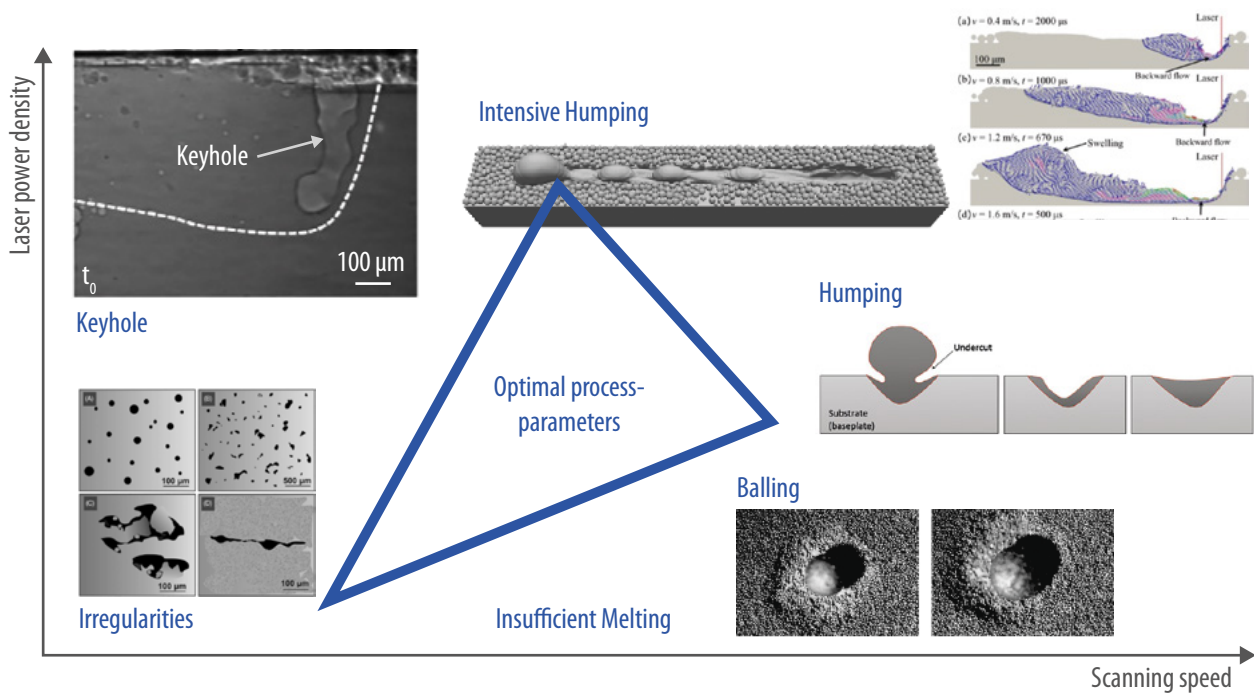 Laser power density
Keyhole
t0
100 µm
Keyhole
Intensive Humping
(a) v = 0.4 m/s, t = 2000 µs
Laser
100 µm
Backward flow
(b) v = 0.8 m/s, t = 1000 µs
Laser
Backward flow
(c) v = 1.2 m/s, t = 670 µs
Swelling
Laser
(d) v = 1.6 m/s, t = 500 µs
Humping
Undercut
Substrate
(baseplate)
Optimal process-
parameters
(A)
100 µm
(B)
500 µm
(C)
100 µm
100 µm
Irregularities
Balling
Insufficient Melting
Scanning speed